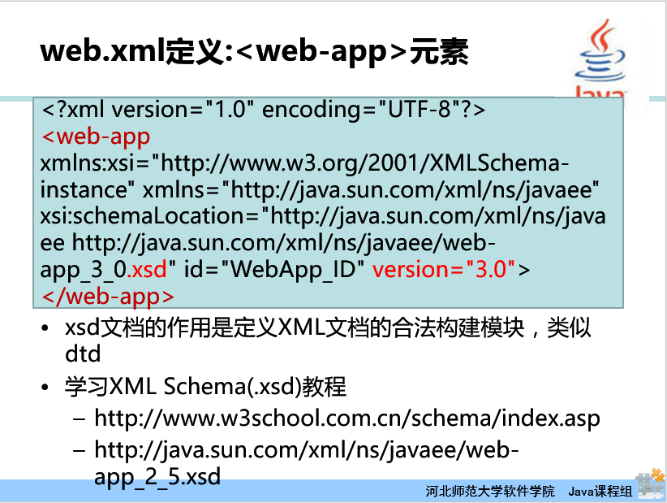 web.xml定义:<web-app>元素
Java
<?xml version="1.0" encoding="UTF-8"?>
<web-app
xmlns:xsi="http://www.w3.org/2001/XMLSchema-
instance" xmlns="http://java.sun.com/xml/ns/javaee"
xsi:schemaLocation="http://java.sun.com/xml/ns/java
ee http://java.sun.com/xml/ns/javaee/web-
app_3_0.xsd" id="WebApp_ID" version="3.0">
</web-app>
• xsd文档的作用是定义XML文档的合法构建模块，类似
dtd
• 学习XML Schema(.xsd)教程
– http://www.w3school.com.cn/schema/index.asp
– http://java.sun.com/xml/ns/javaee/web-
app_2_5.xsd
河北师范大学软件学院 Java课程组